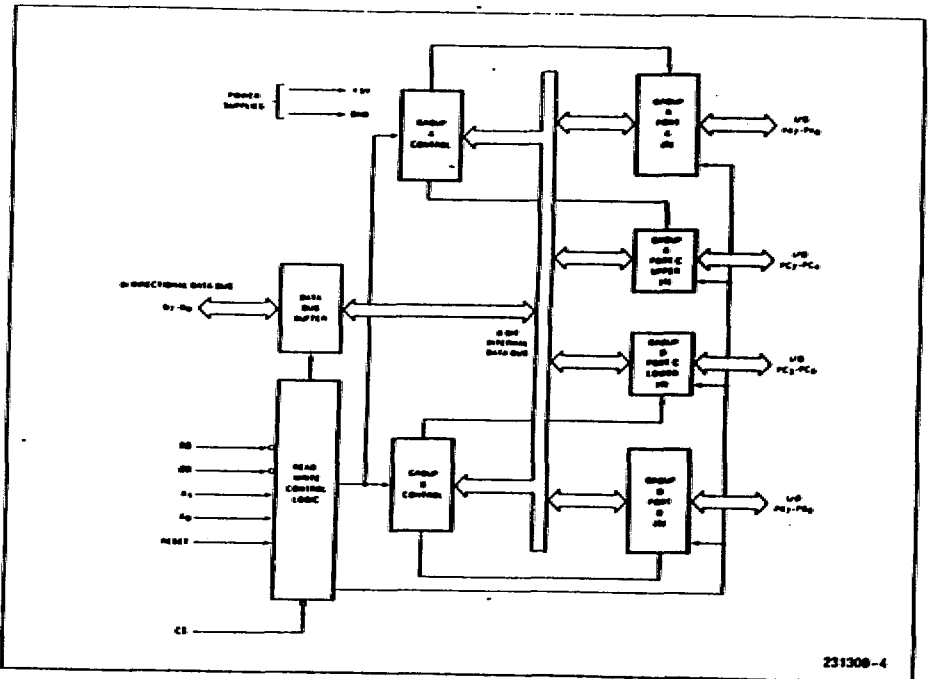 POWER
SUPPLIES
+5V
GND
GROUP
A
CONTROL
GROUP
A
PORT
A
(8)
I/O
PA7-PA0
GROUP
A
PORT C
UPPER
(4)
I/O
PC7-PC4
BI-DIRECTIONAL DATA BUS
D7-D0
DATA
BUS
BUFFER
8-BIT
INTERNAL
DATA BUS
GROUP
B
PORT C
LOWER
(4)
I/O
PC3-PC0
RD
WR
A1
A0
RESET
READ
WRITE
CONTROL
LOGIC
GROUP
B
CONTROL
GROUP
B
PORT
B
(8)
I/O
PB7-PB0
CS
231308-4